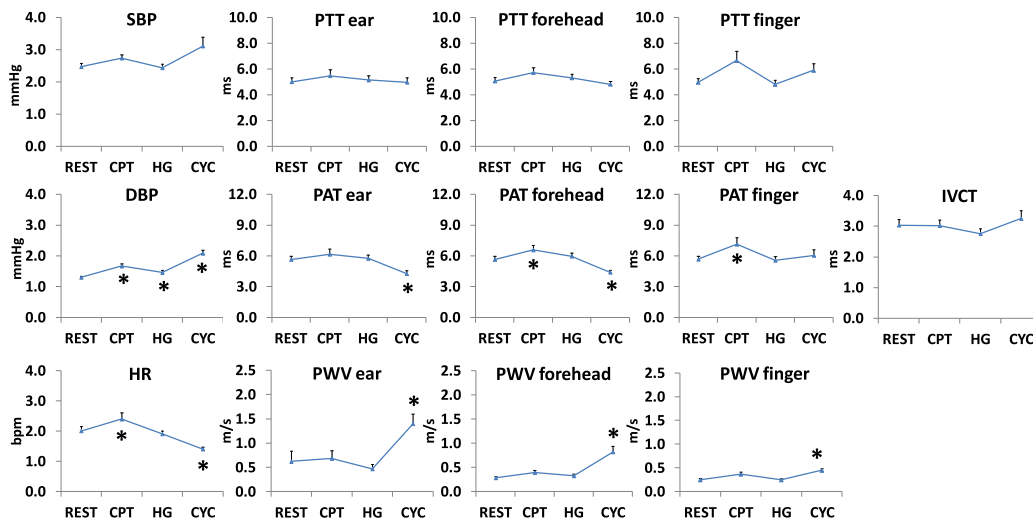 SBP
mmHg
4.0
3.0
2.0
1.0
0.0
REST CPT HG CYC
PTT ear
ms
10.0
8.0
6.0
4.0
2.0
0.0
REST CPT HG CYC
PTT forehead
ms
10.0
8.0
6.0
4.0
2.0
0.0
REST CPT HG CYC
PTT finger
ms
10.0
8.0
6.0
4.0
2.0
0.0
REST CPT HG CYC
DBP
mmHg
4.0
3.0
2.0
1.0
0.0
* * *
REST CPT HG CYC
PAT ear
ms
12.0
9.0
6.0
3.0
0.0
*
REST CPT HG CYC
PAT forehead
ms
12.0
9.0
6.0
3.0
0.0
* *
REST CPT HG CYC
PAT finger
ms
12.0
9.0
6.0
3.0
0.0
*
REST CPT HG CYC
IVCT
ms
4.0
3.0
2.0
1.0
0.0
REST CPT HG CYC
HR
bpm
4.0
3.0
2.0
1.0
0.0
* *
REST CPT HG CYC
PWV ear
m/s
2.5
2.0
1.5
1.0
0.5
0.0
*
REST CPT HG CYC
PWV forehead
m/s
2.5
2.0
1.5
1.0
0.5
0.0
*
REST CPT HG CYC
PWV finger
m/s
2.5
2.0
1.5
1.0
0.5
0.0
*
REST CPT HG CYC